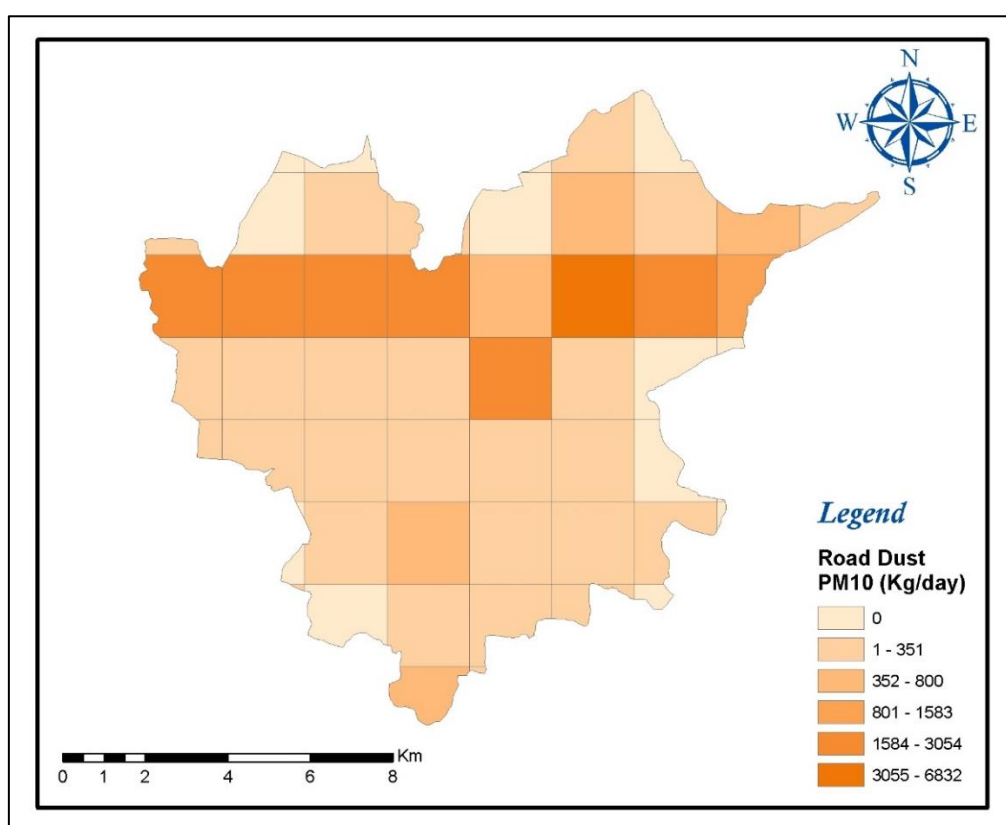 N
W E
S
Legend
Road Dust
PM10 (Kg/day)
0
1 - 351
352 - 800
801 - 1583
1584 - 3054
3055 - 6832
Km
0 1 2 4 6 8